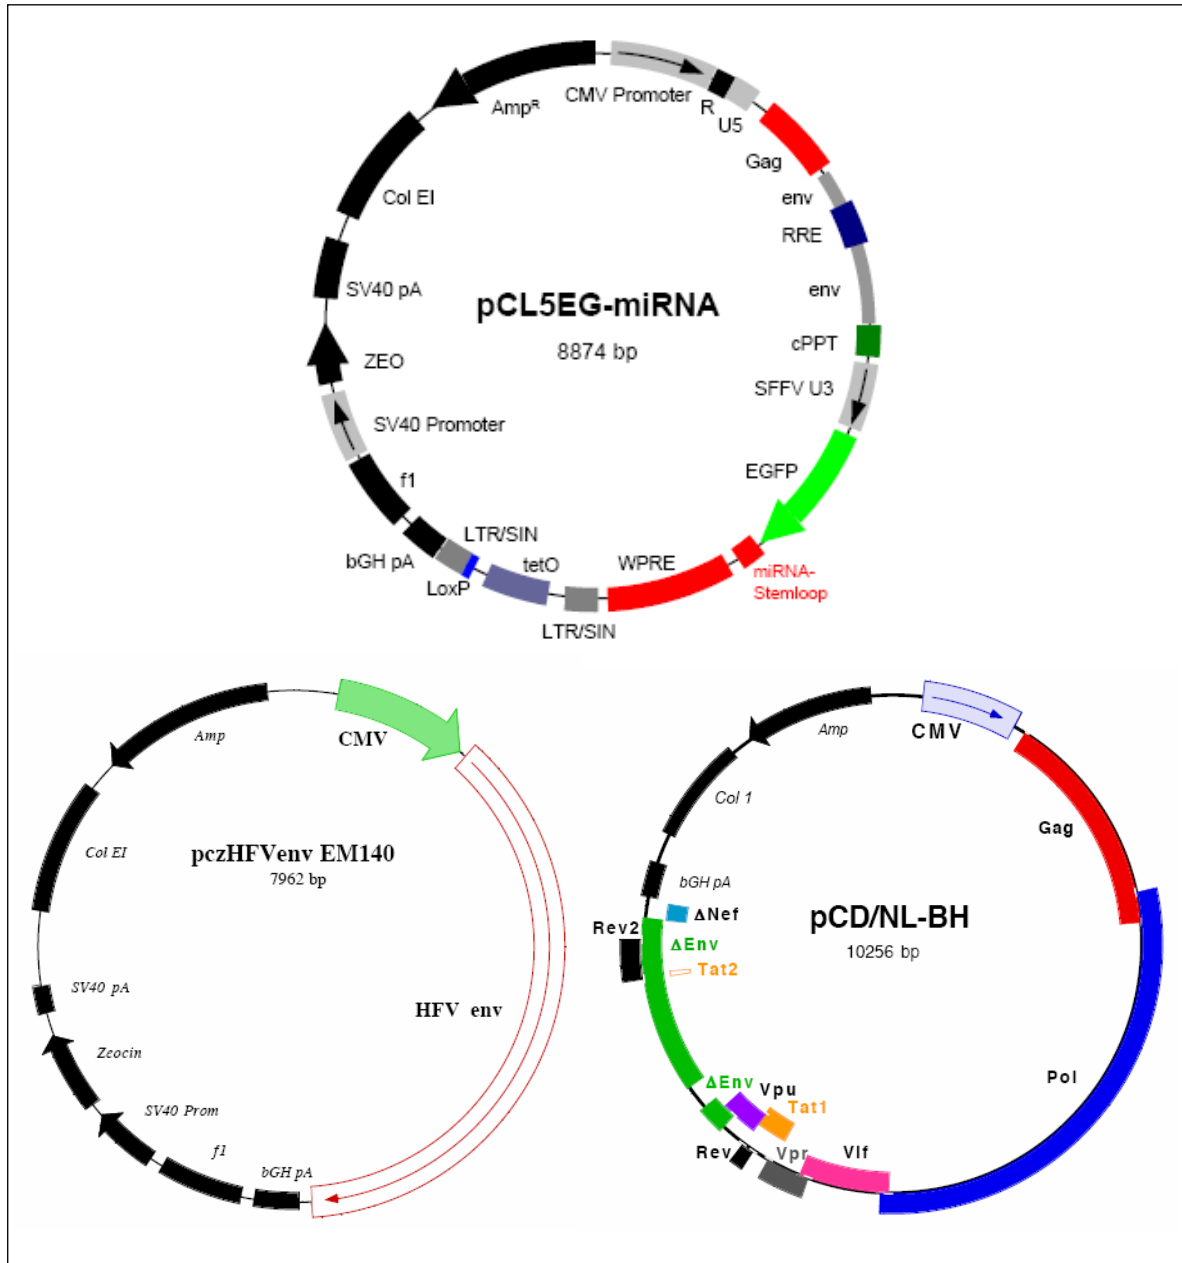 CMV Promoter
R
U5
Amp^R
Gag
env
RRE
env
cPPT
SFFV U3
EGFP
miRNA-
Stemloop
WPRE
LTR/SIN
tetO
LTR/SIN
LoxP
bGH pA
f1
SV40 Promoter
ZEO
SV40 pA
Col EI
pCL5EG-miRNA
8874 bp
CMV
HFV env
bGH pA
f1
SV40 Prom
Zeocin
SV40 pA
Col EI
Amp
pczHFVenv EM140
7962 bp
CMV
Gag
Pol
Vif
Vpr
Tat1
Vpu
ΔEnv
Rev
Tat2
ΔEnv
ΔNef
Rev2
bGH pA
Col 1
Amp
pCD/NL-BH
10256 bp